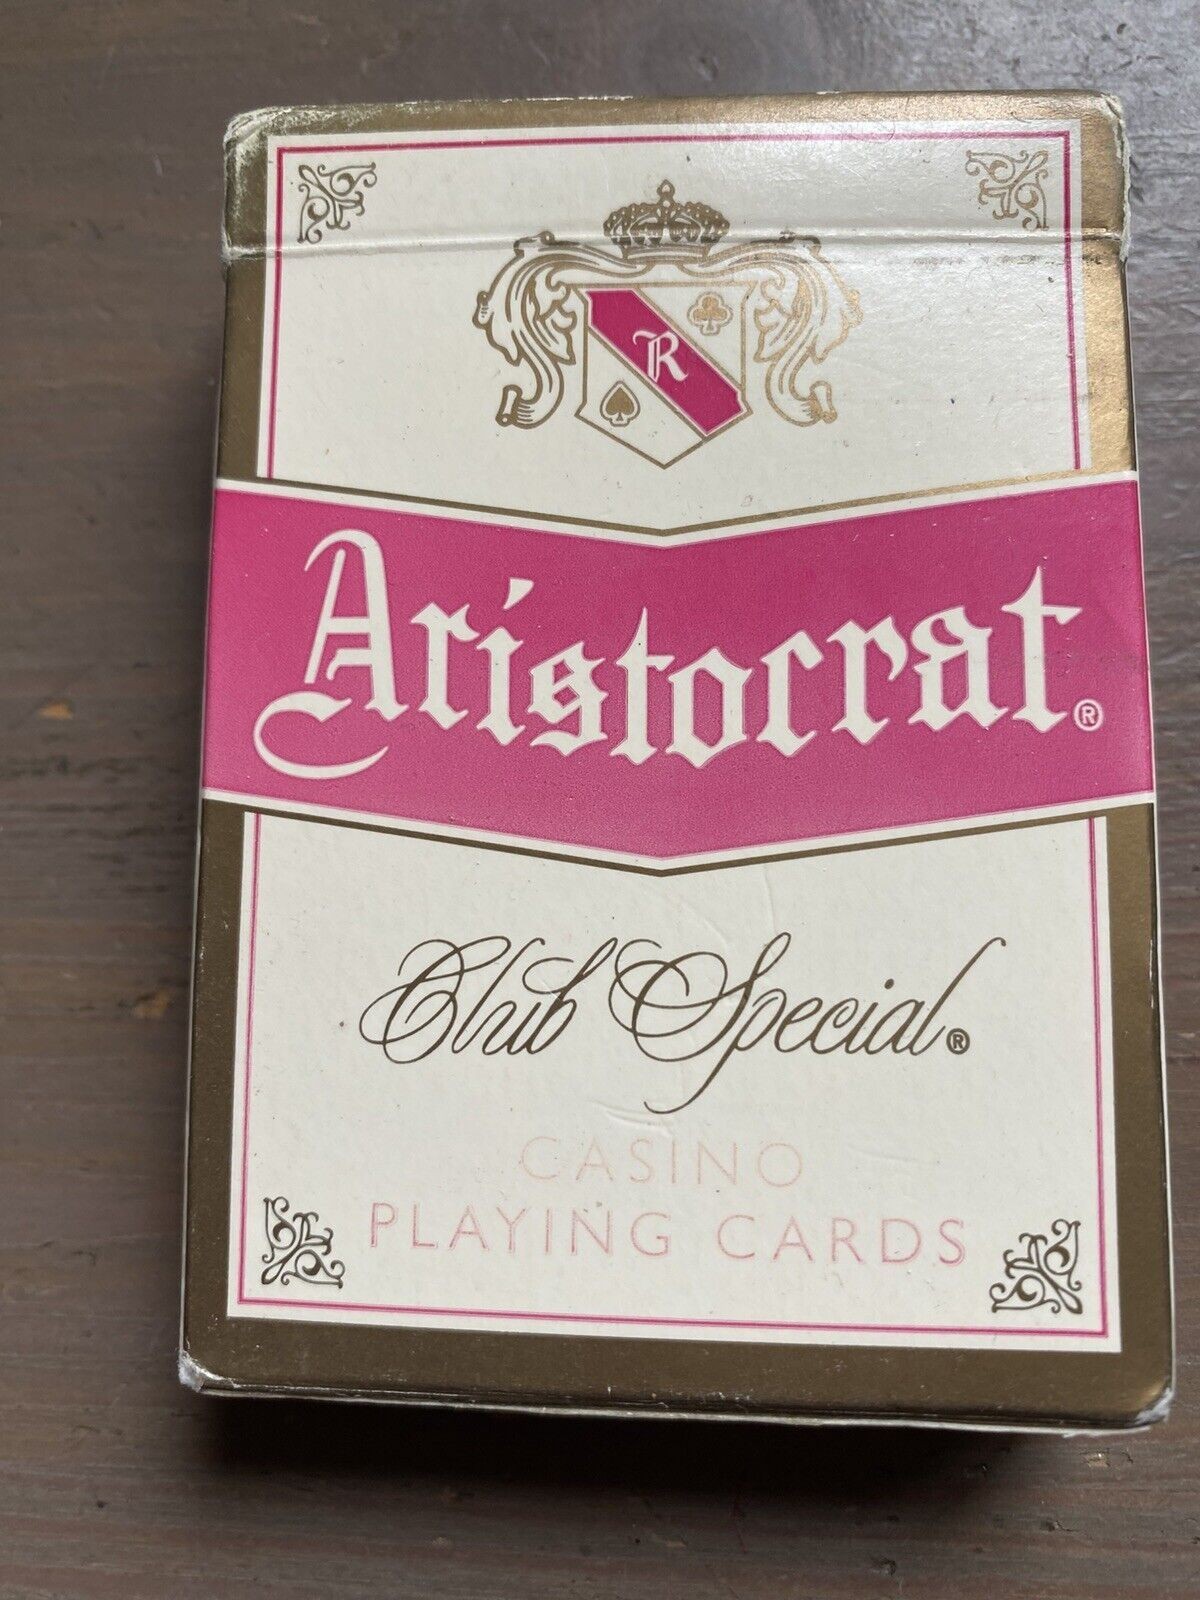 R
Aristocrat®
Club Special®
CASINO
PLAYING CARDS